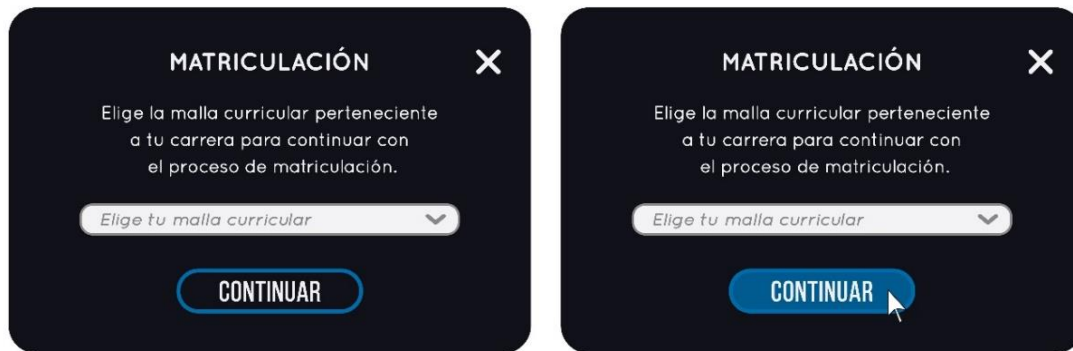 MATRICULACIÓN
Elige la malla curricular perteneciente
a tu carrera para continuar con
el proceso de matriculación.
Elige tu malla curricular
CONTINUAR
MATRICULACIÓN
Elige la malla curricular perteneciente
a tu carrera para continuar con
el proceso de matriculación.
Elige tu malla curricular
CONTINUAR